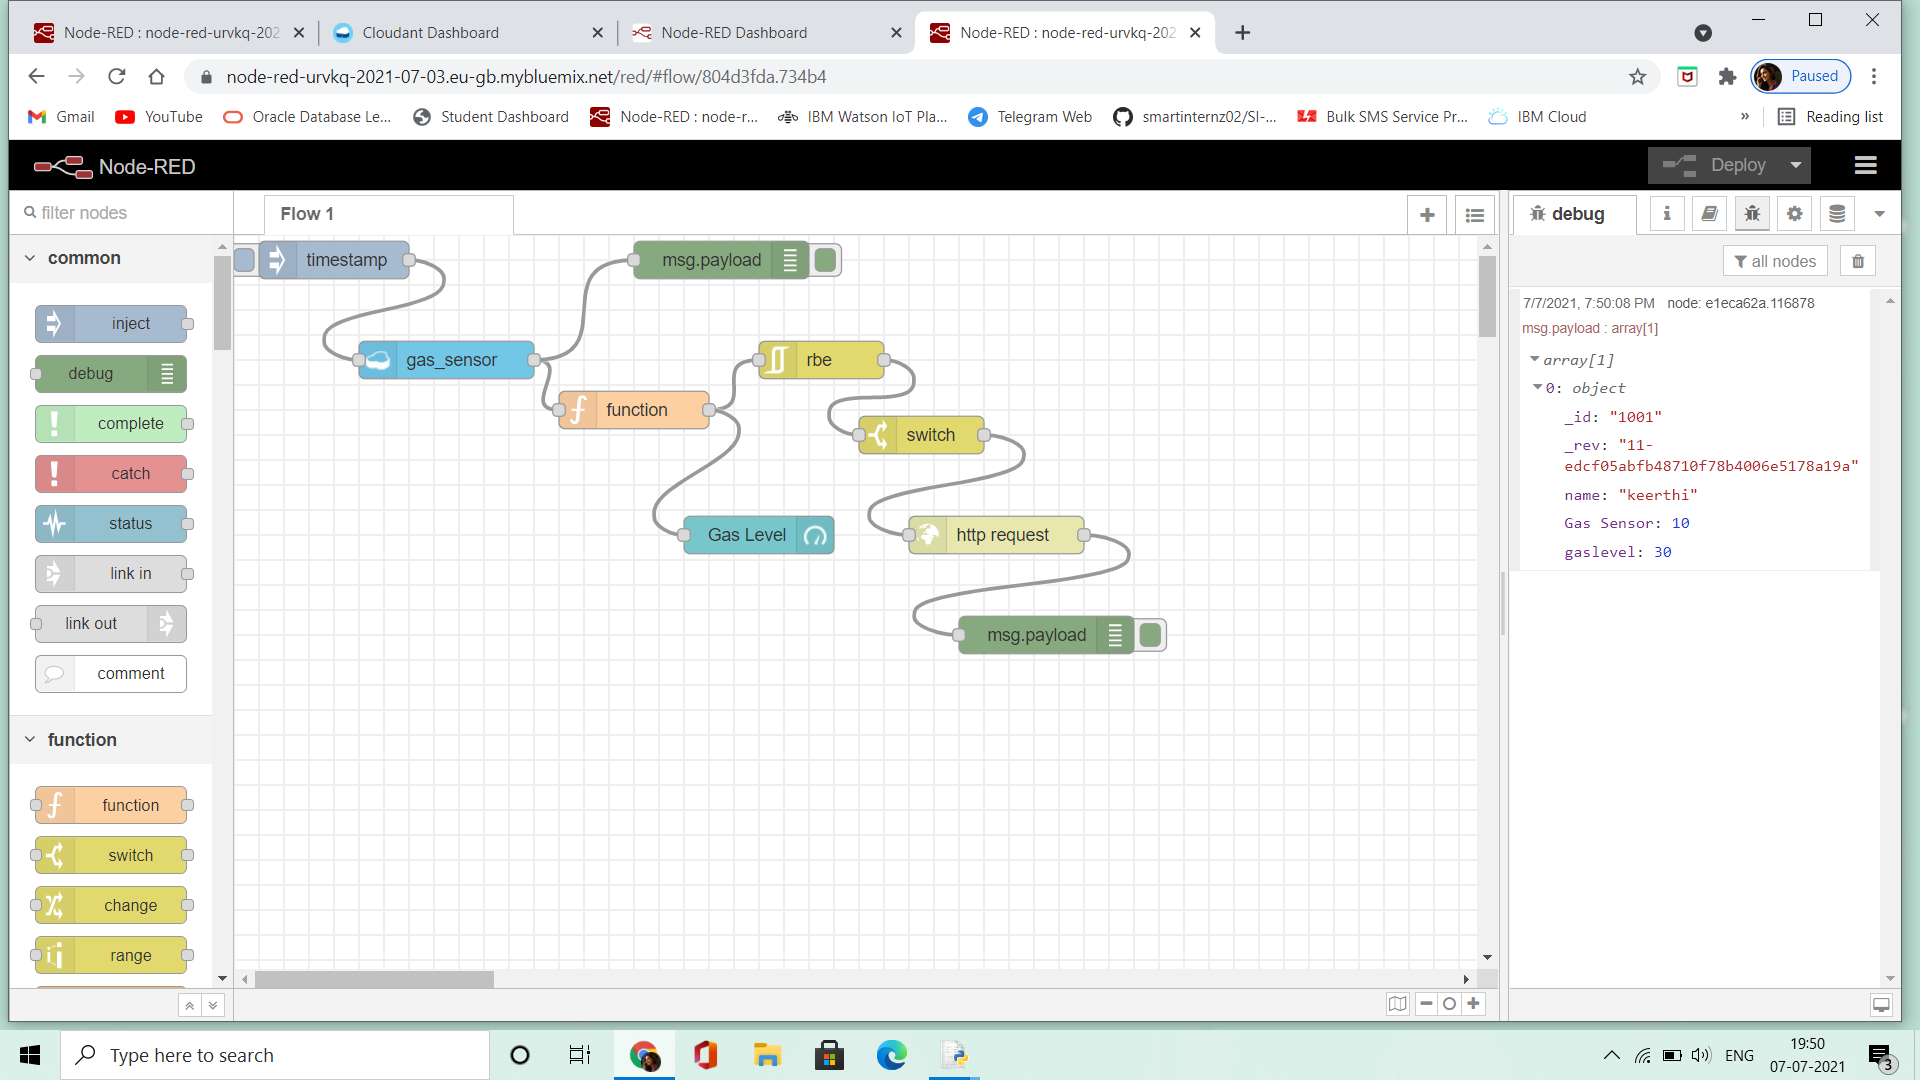 Node-RED : node-red-urvkq-202
Cloudant Dashboard
Node-RED Dashboard
Node-RED : node-red-urvkq-202
node-red-urvkq-2021-07-03.eu-gb.mybluemix.net/red/#flow/804d3fda.734b4
Paused
Gmail
YouTube
Oracle Database Le...
Student Dashboard
Node-RED : node-r...
IBM Watson IoT Pla...
Telegram Web
smartinternz02/SI-...
Bulk SMS Service Pr...
IBM Cloud
»
Reading list
Node-RED
Deploy
filter nodes
Flow 1
debug
common
inject
debug
complete
catch
status
link in
link out
comment
function
function
switch
change
range
timestamp
msg.payload
gas_sensor
rbe
function
switch
Gas Level
http request
msg.payload
all nodes
7/7/2021, 7:50:08 PM node: e1eca62a.116878
msg.payload : array[1]
array[1]
0: object
_id: "1001"
_rev: "11-
edcf05abfb48710f78b4006e5178a19a"
name: "keerthi"
Gas Sensor: 10
gaslevel: 30
Type here to search
ENG
19:50
07-07-2021
3